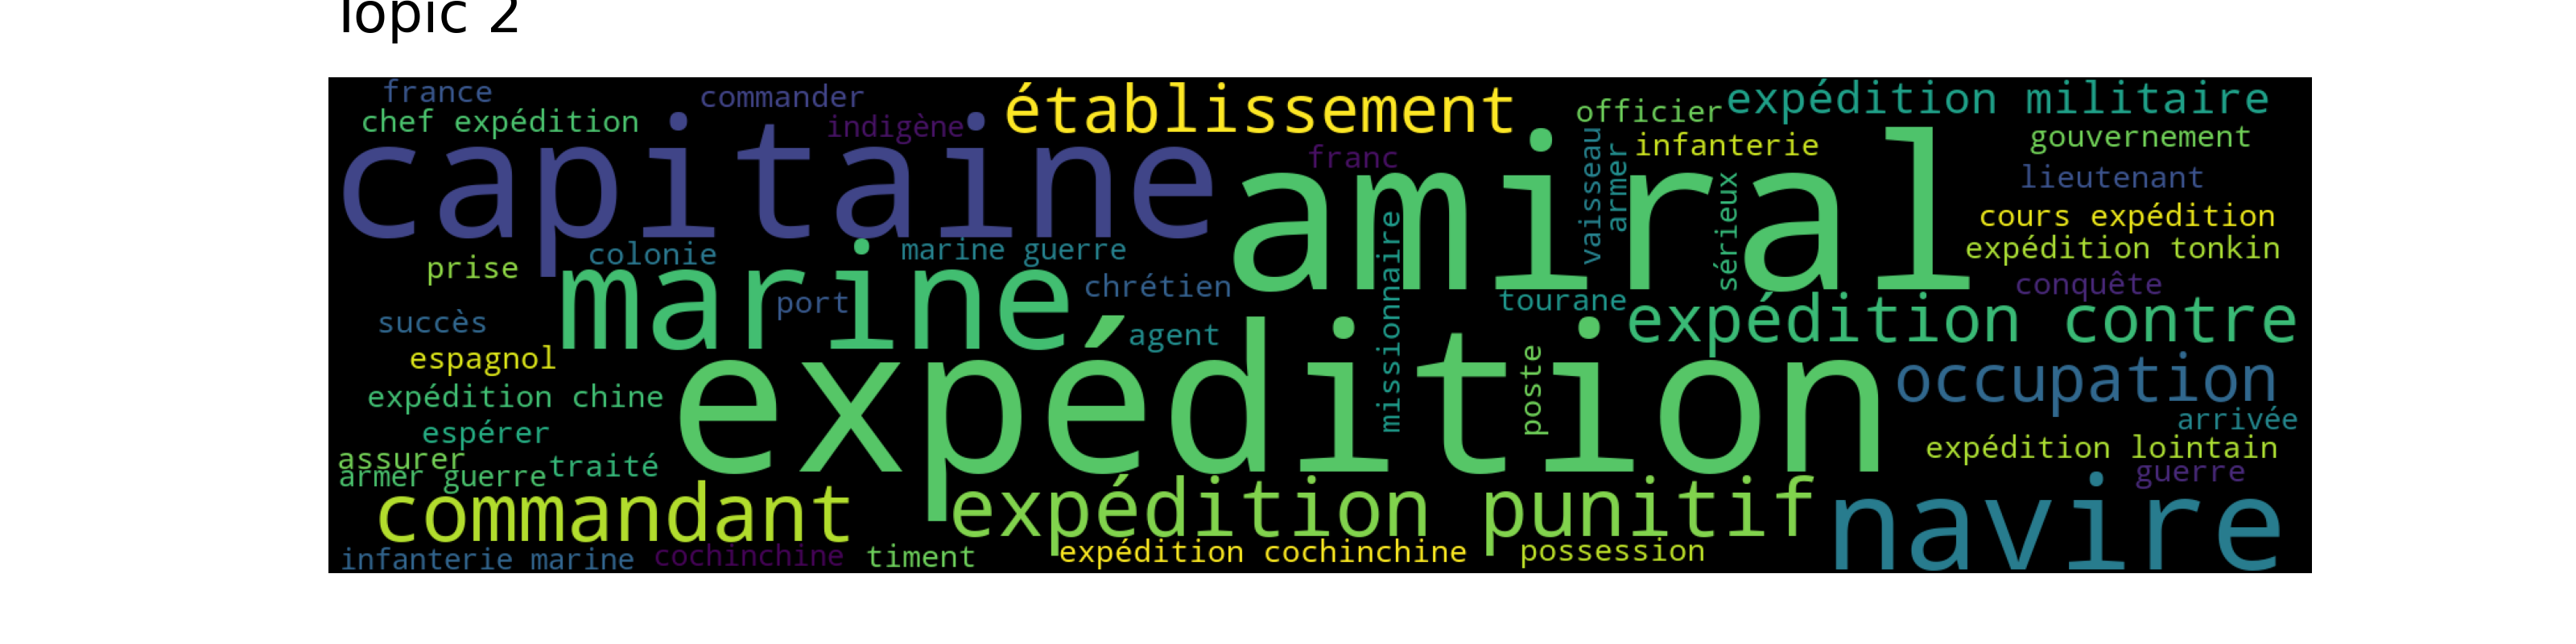 Topic 2
france
commander
établissement
officier
expédition militaire
chef expédition
indigène
infanterie
gouvernement
capitaine
franc
vaisseau
armer
sérieux
lieutenant
amiral
cours expédition
expédition tonkin
prise
colonie
marine guerre
conquête
marine
port
chrétien
missionnaire
tourane
expédition contre
succès
agent
espagnol
poste
occupation
expédition chine
expédition
arrivée
espérer
expédition lointain
assurer
armer guerre
traité
guerre
commandant
expédition punitif
navire
infanterie marine
cochinchine
timent
expédition cochinchine
possession